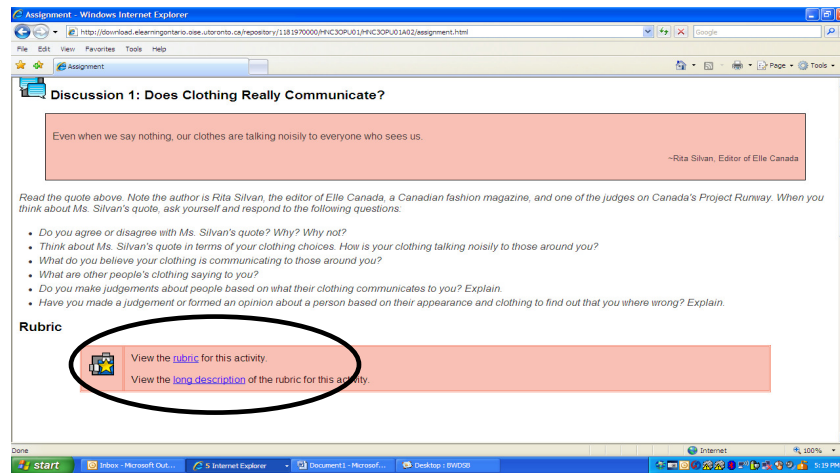 Assignment - Windows Internet Explorer
http://download.elearningontario.oise.utoronto.ca/repository/1181970000/HNC3OPU01/HNC3OPU01A02/assignment.html
Google
File Edit View Favorites Tools Help
Assignment
Page Tools
Discussion 1: Does Clothing Really Communicate?
Even when we say nothing, our clothes are talking noisily to everyone who sees us.
~Rita Silvan, Editor of Elle Canada
Read the quote above. Note the author is Rita Silvan, the editor of Elle Canada, a Canadian fashion magazine, and one of the judges on Canada's Project Runway. When you
think about Ms. Silvan's quote, ask yourself and respond to the following questions:
• Do you agree or disagree with Ms. Silvan's quote? Why? Why not?
• Think about Ms. Silvan's quote in terms of your clothing choices. How is your clothing talking noisily to those around you?
• What do you believe your clothing is communicating to those around you?
• What are other people's clothing saying to you?
• Do you make judgements about people based on what their clothing communicates to you? Explain.
• Have you made a judgement or formed an opinion about a person based on their appearance and clothing to find out that you where wrong? Explain.
Rubric
View the rubric for this activity.
View the long description of the rubric for this activity.
Done
Internet
100%
start
Inbox - Microsoft Out...
5 Internet Explorer
Document1 - Microsof...
Desktop : BWDSB
5:19 PM